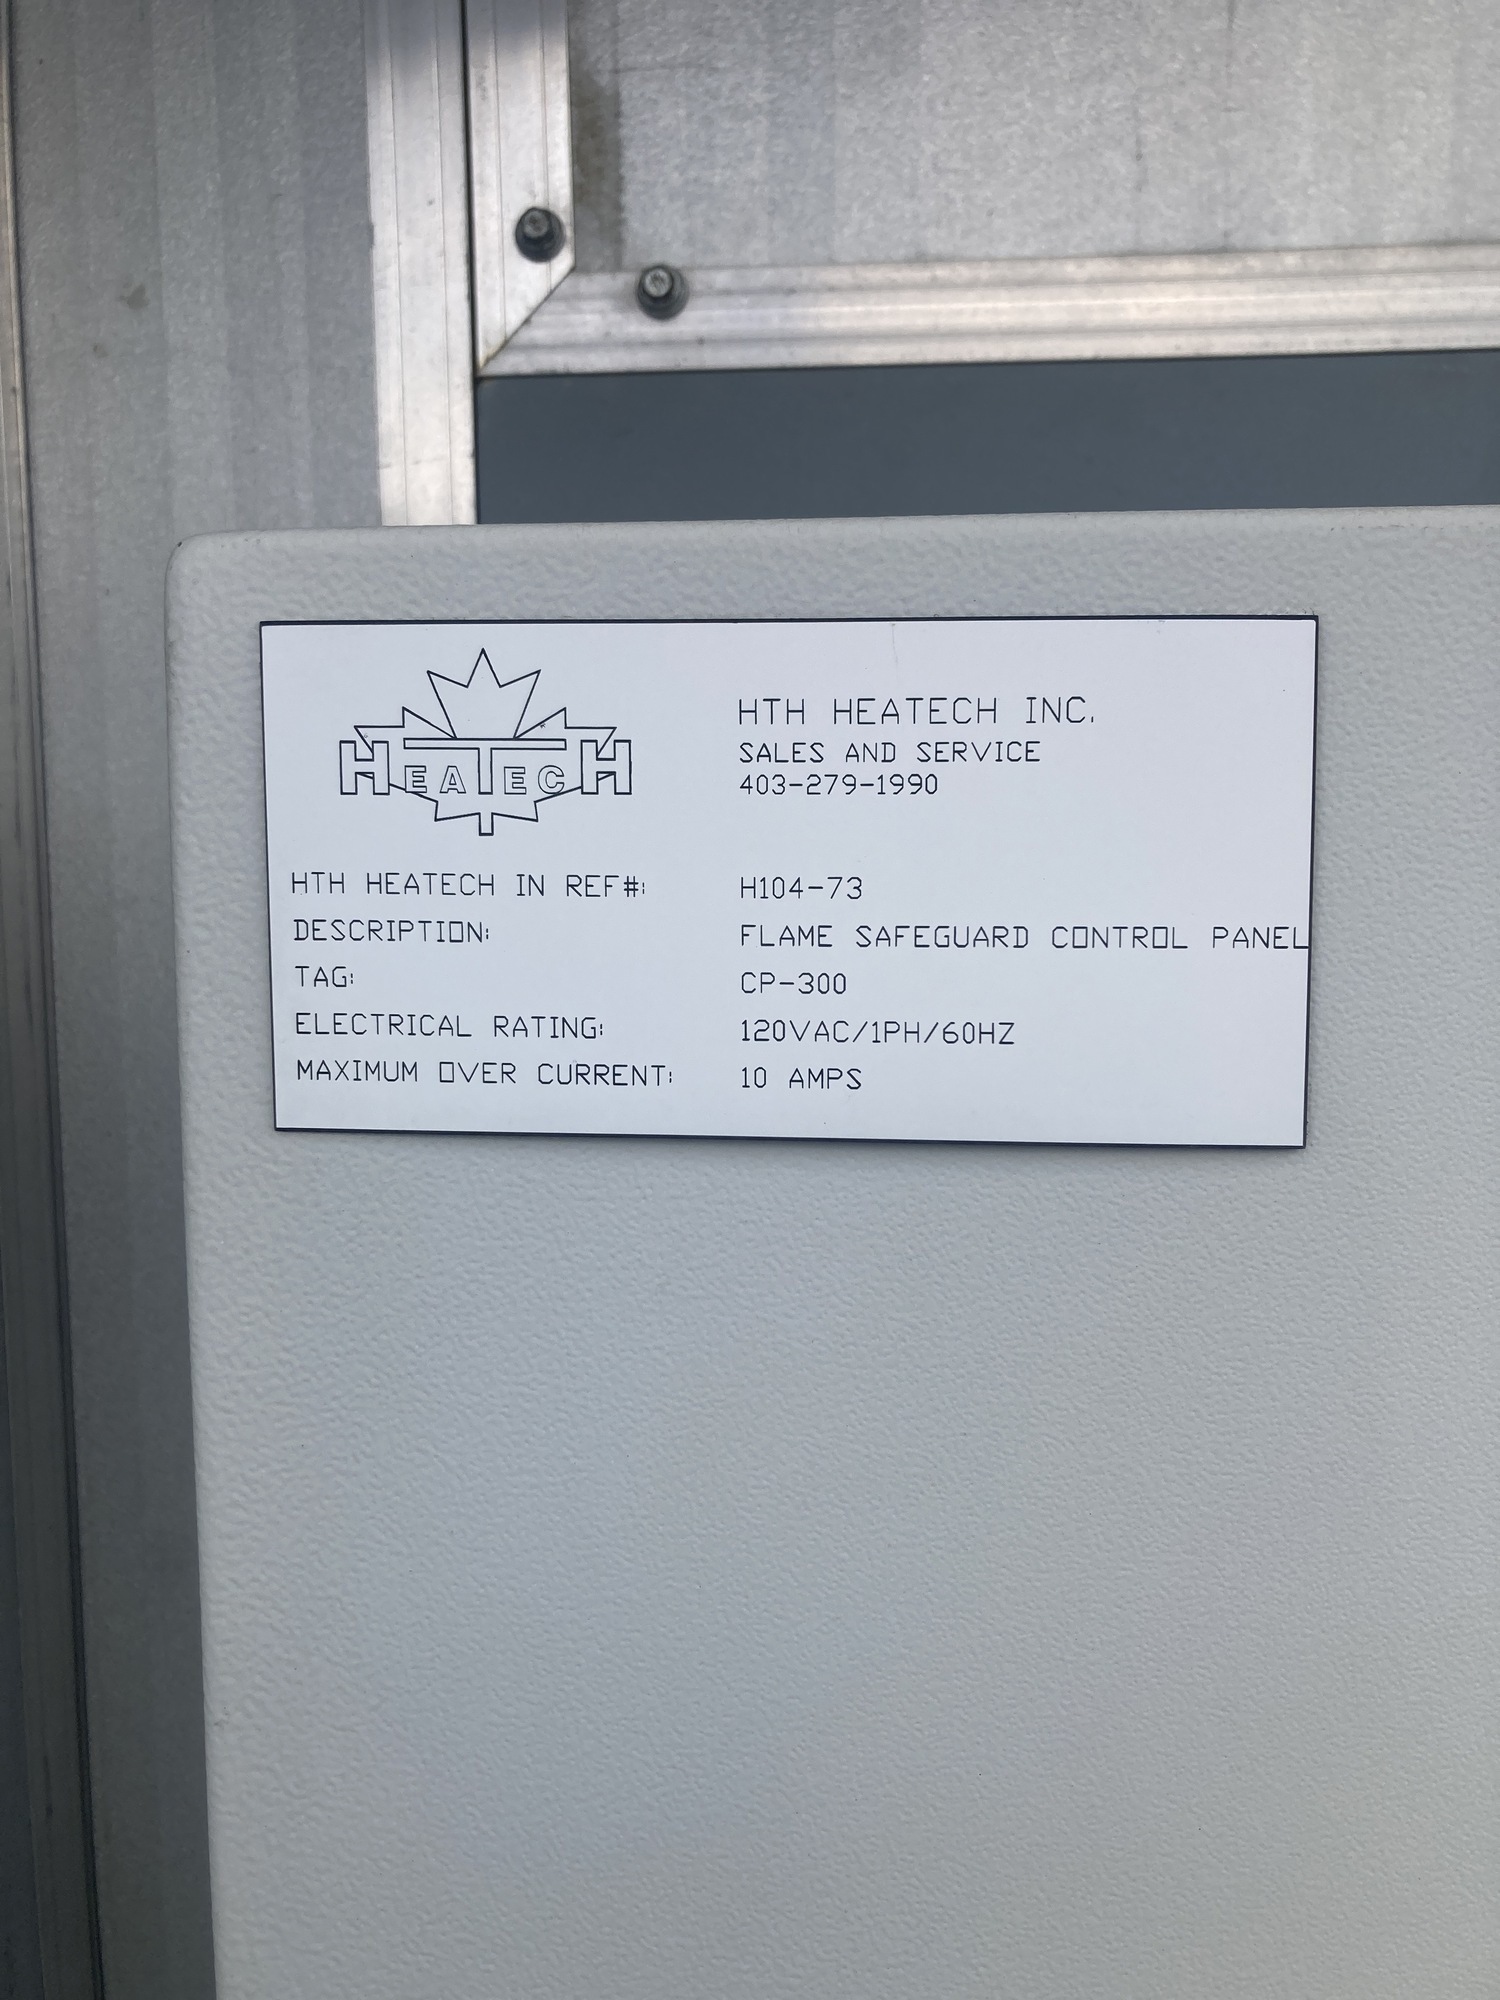 HEATECH
HTH HEATECH INC.
SALES AND SERVICE
403-279-1990
HTH HEATECH IN REF#: H104-73
DESCRIPTION: FLAME SAFEGUARD CONTROL PANEL
TAG: CP-300
ELECTRICAL RATING: 120VAC/1PH/60HZ
MAXIMUM OVER CURRENT: 10 AMPS